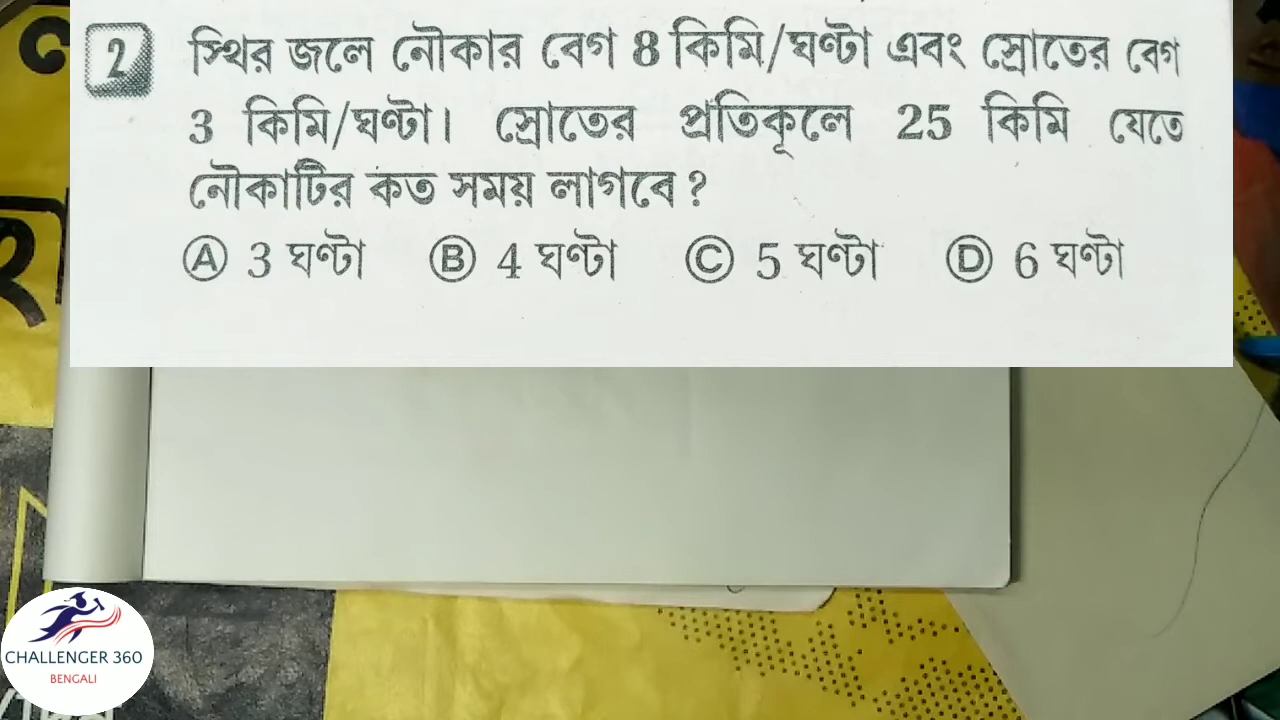 2 স্থির জলে নৌকার বেগ 8 কিমি/ঘণ্টা এবং স্রোতের বেগ
3 কিমি/ঘণ্টা। স্রোতের প্রতিকূলে 25 কিমি যেতে
নৌকাটির কত সময় লাগবে ?
Ⓐ 3 ঘণ্টা Ⓑ 4 ঘণ্টা Ⓒ 5 ঘণ্টা Ⓓ 6 ঘণ্টা
CHALLENGER 360
BENGALI